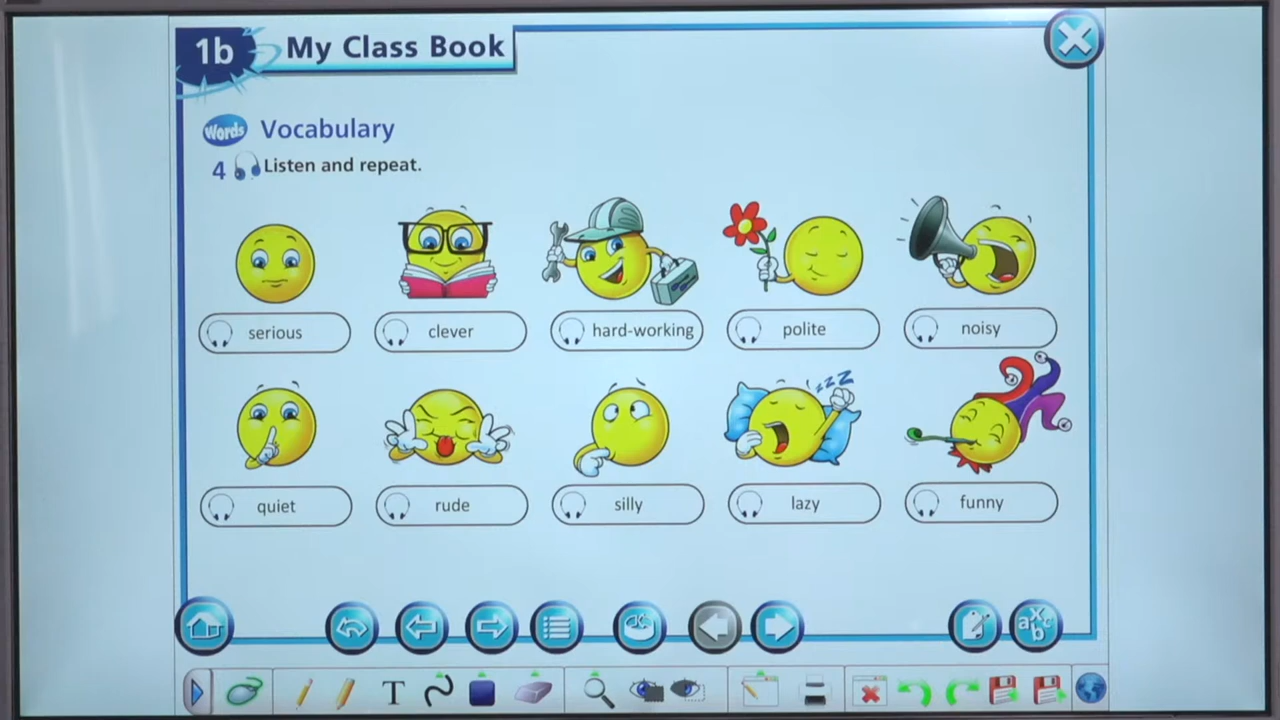 1b My Class Book
Words Vocabulary
4 Listen and repeat.
serious clever hard-working polite noisy
zzz
quiet rude silly lazy funny
a x c b
T